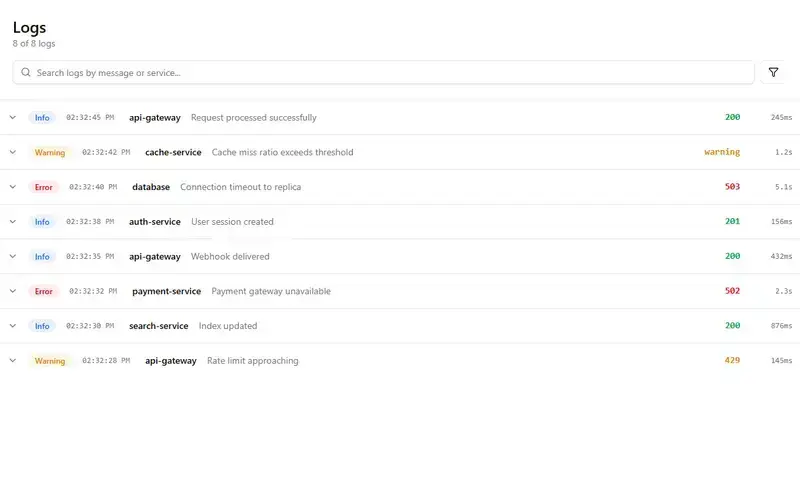 Logs
8 of 8 logs
Search logs by message or service...
Info 02:32:45 PM api-gateway Request processed successfully 200 245ms
Warning 02:32:42 PM cache-service Cache miss ratio exceeds threshold warning 1.2s
Error 02:32:40 PM database Connection timeout to replica 503 5.1s
Info 02:32:38 PM auth-service User session created 201 156ms
Info 02:32:35 PM api-gateway Webhook delivered 200 432ms
Error 02:32:32 PM payment-service Payment gateway unavailable 502 2.3s
Info 02:32:30 PM search-service Index updated 200 876ms
Warning 02:32:28 PM api-gateway Rate limit approaching 429 145ms